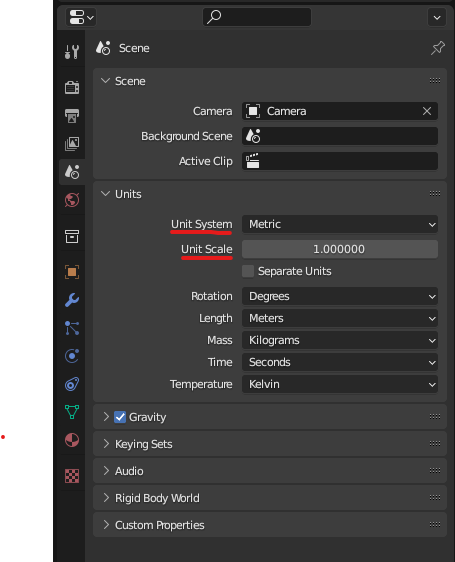 Scene
Scene
Camera Camera
Background Scene
Active Clip
Units
Unit System Metric
Unit Scale 1.000000
Separate Units
Rotation Degrees
Length Meters
Mass Kilograms
Time Seconds
Temperature Kelvin
Gravity
Keying Sets
Audio
Rigid Body World
Custom Properties